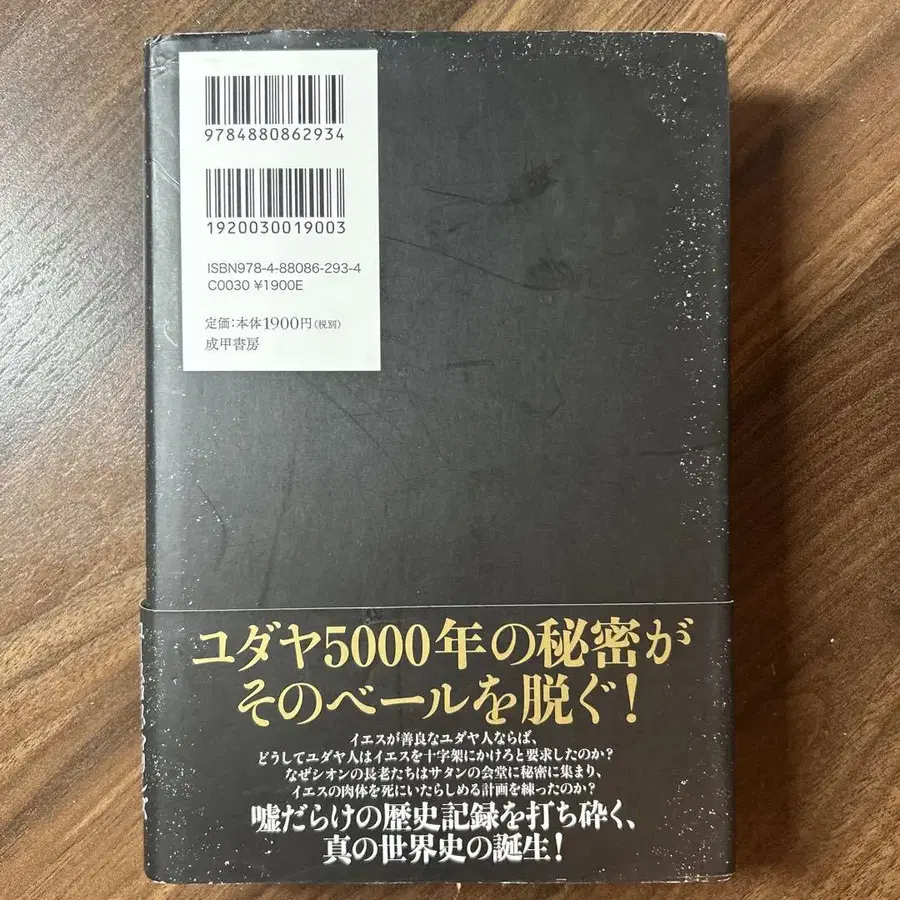 9784880862934
1920030019003
ISBN978-4-88086-293-4
C0030 ¥1900E
定価：本体1900円（税別）
成甲書房
ユダヤ5000年の秘密が
そのベールを脱ぐ！
イエスが善良なユダヤ人ならば、
どうしてユダヤ人はイエスを十字架にかけろと要求したのか？
なぜシオンの長老たちはサタンの会堂に秘密に集まり、
イエスの肉体を死にいたらしめる計画を練ったのか？
嘘だらけの歴史記録を打ち砕く、
真の世界史の誕生！